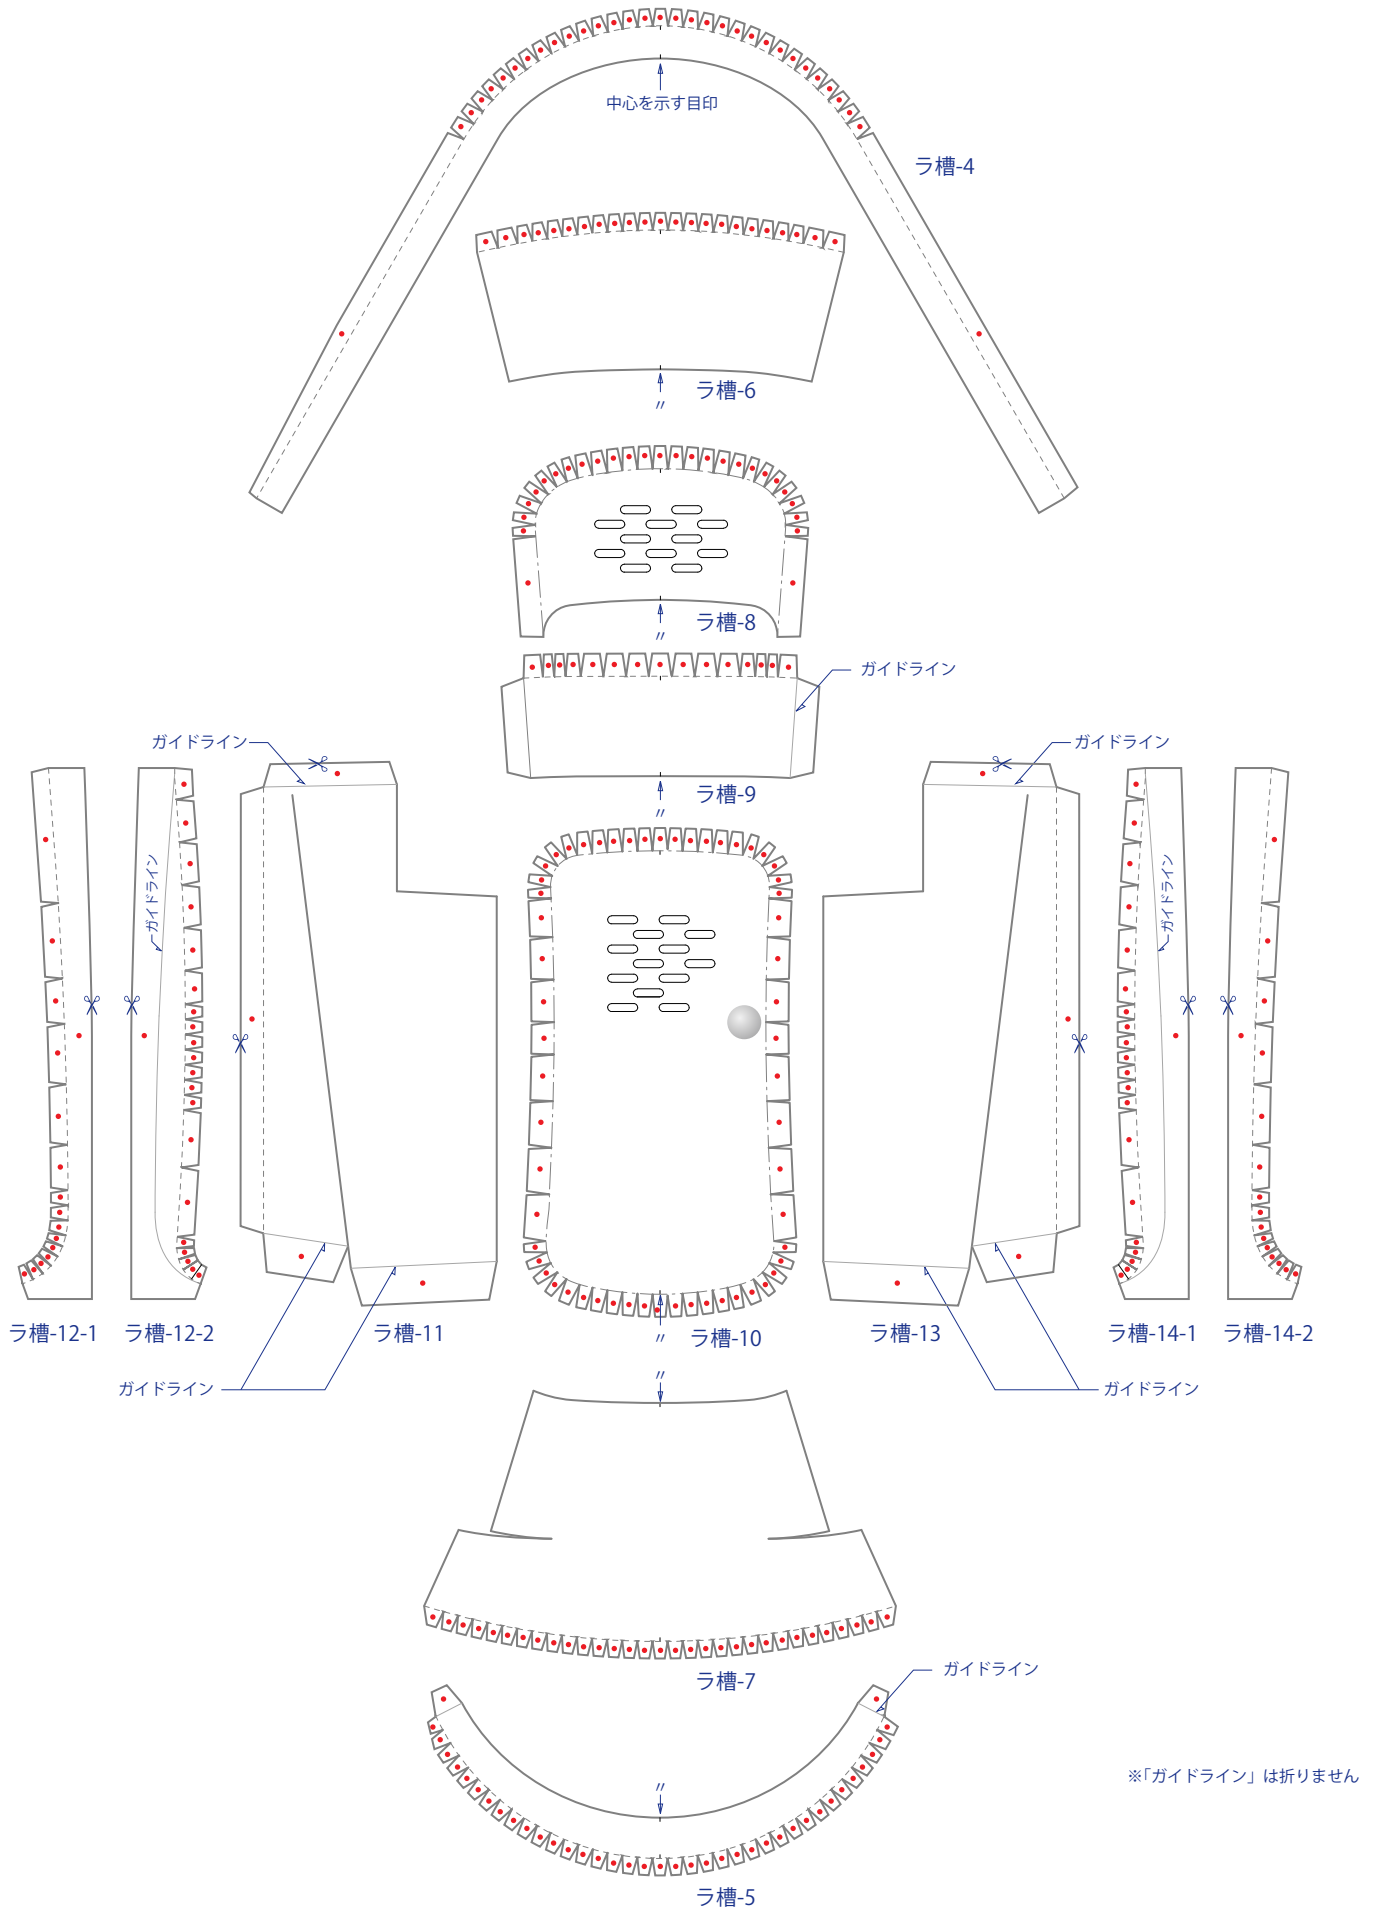 中心を示す目印
ラ槽-4
ラ槽-6
〃
ラ槽-8
〃
ガイドライン
ガイドライン
ガイドライン
ラ槽-9
〃
ガイドライン
ガイドライン
ラ槽-12-1
ラ槽-12-2
ラ槽-11
ラ槽-10
〃
ラ槽-13
ラ槽-14-1
ラ槽-14-2
〃
ガイドライン
ガイドライン
ラ槽-7
ガイドライン
〃
※「ガイドライン」は折りません
ラ槽-5